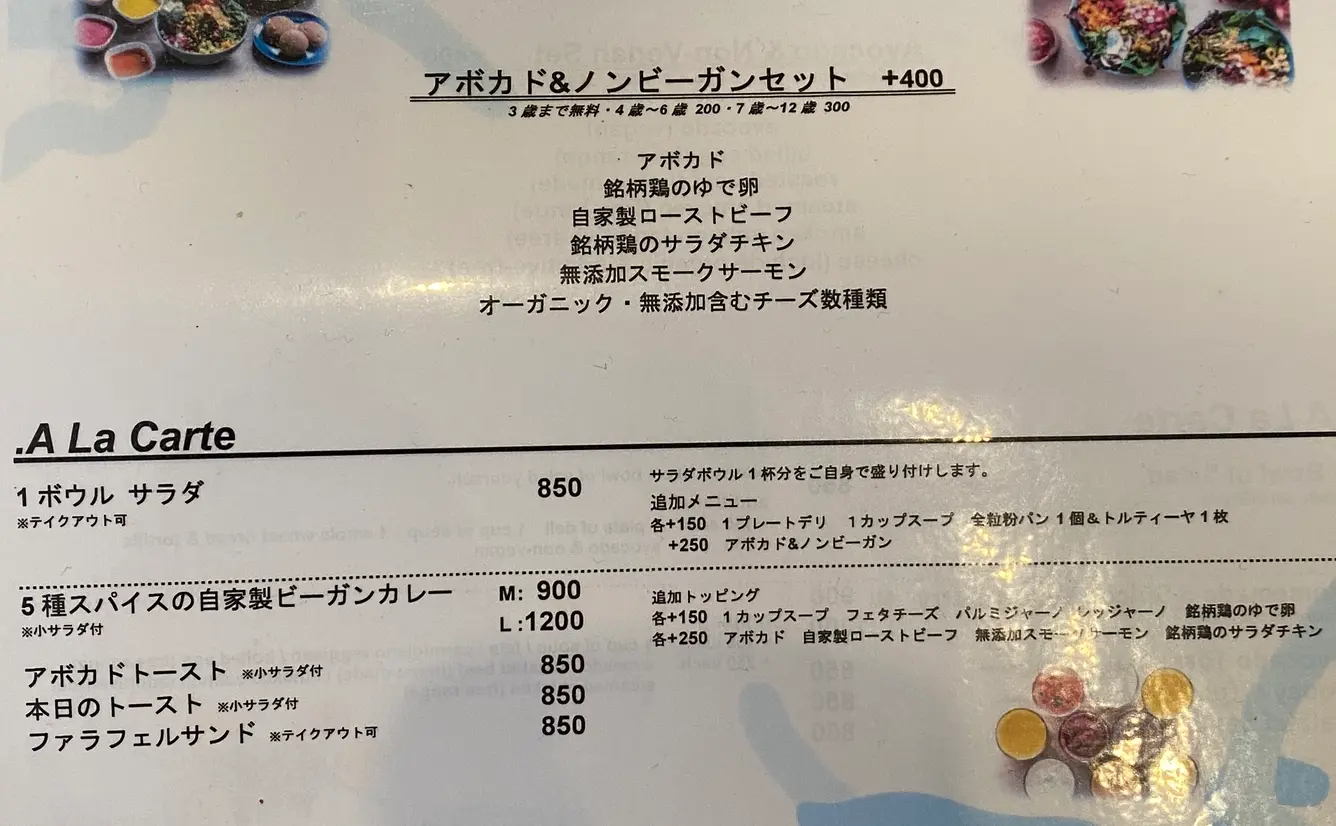 アボカド&ノンビーガンセット +400
3歳まで無料・4歳～6歳 200・7歳～12歳 300
アボカド
銘柄鶏のゆで卵
自家製ローストビーフ
銘柄鶏のサラダチキン
無添加スモークサーモン
オーガニック・無添加含むチーズ数種類
.A La Carte
1ボウル サラダ 850 サラダボウル1杯分をご自身で盛り付けします。
※テイクアウト可 追加メニュー
各+150 1プレートデリ 1カップスープ 全粒粉パン1個&トルティーヤ1枚
+250 アボカド&ノンビーガン
5種スパイスの自家製ビーガンカレー M: 900 追加トッピング
※小サラダ付 L:1200 各+150 1カップスープ フェタチーズ パルミジャーノ レッジャーノ 銘柄鶏のゆで卵
各+250 アボカド 自家製ローストビーフ 無添加スモークサーモン 銘柄鶏のサラダチキン
アボカドトースト ※小サラダ付 850
本日のトースト ※小サラダ付 850
ファラフェルサンド ※テイクアウト可 850